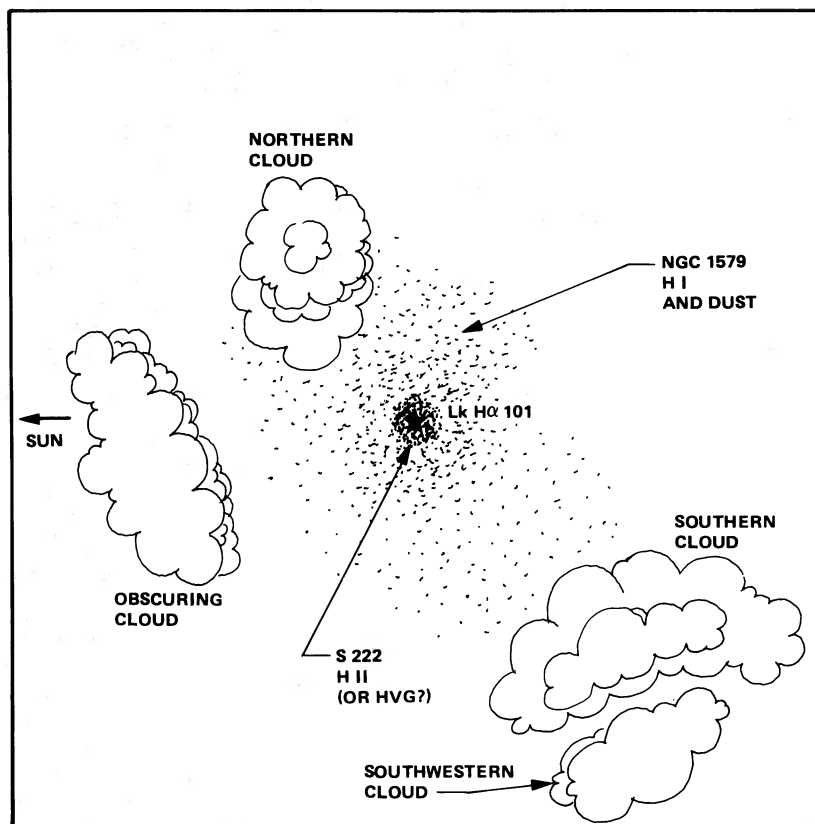 NORTHERN
CLOUD
NGC 1579
H I
AND DUST
Lk Hα 101
SUN
SOUTHERN
CLOUD
OBSCURING
CLOUD
S 222
H II
(OR HVG?)
SOUTHWESTERN
CLOUD